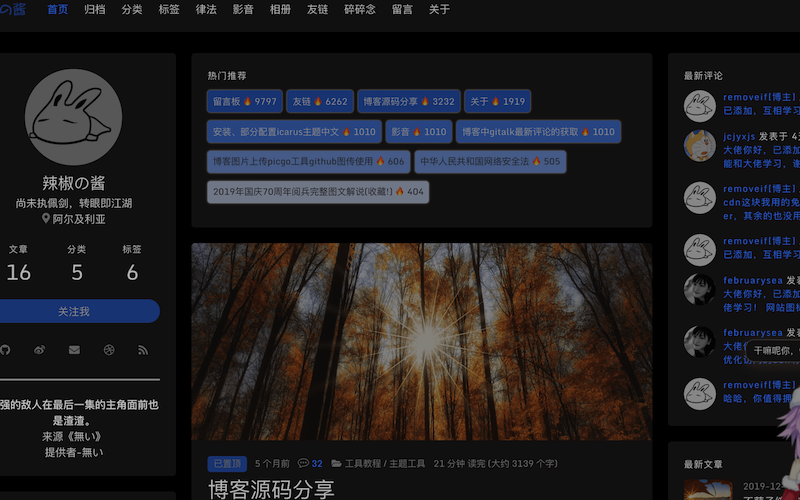 の酱 首页 归档 分类 标签 律法 影音 相册 友链 碎碎念 留言 关于
辣椒の酱
尚未执佩剑，转眼即江湖
阿尔及利亚
文章 分类 标签
16 5 6
关注我
强的敌人在最后一集的主角面前也
是渣渣。
来源《無い》
提供者-無い
热门推荐
留言板 🔥 9797 友链 🔥 6262 博客源码分享 🔥 3232 关于 🔥 1919
安装、部分配置icarus主题中文 🔥 1010 影音 🔥 1010 博客中gitalk最新评论的获取 🔥 1010
博客图片上传picgo工具github图传使用 🔥 606 中华人民共和国网络安全法 🔥 505
2019年国庆70周年阅兵完整图文解说(收藏!) 🔥 404
已置顶 5 个月前 32 工具教程 / 主题工具 21 分钟 读完 (大约 3139 个字)
博客源码分享
最新评论
removeif[博主]
已添加，互相学习
jcjyxjs 发表于 4
大佬你好，已添加
能和大佬学习，
removeif[博主]
cdn这块我用的免
er，其余的也没用
removeif[博主]
已添加，互相学习
februarysea 发表
大佬你好，已添加
佬学习！ 网站图标
februarysea 发表
大佬
优化
干嘛呢你，
removeif[博主]
哈哈，你值得拥
最新文章
2019-12-